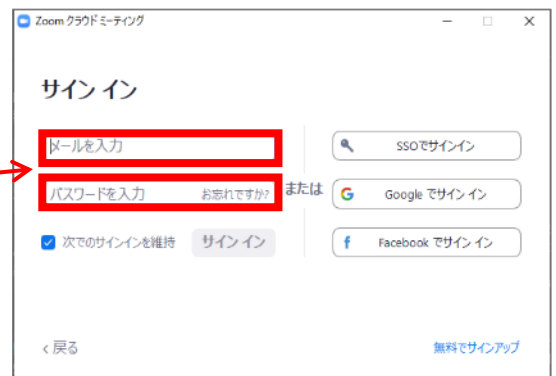 Zoom クラウド ミーティング
サイン イン
メールを入力
パスワードを入力 お忘れですか?
次でのサインインを維持 サイン イン
または
SSOでサインイン
Google でサイン イン
Facebook でサイン イン
戻る
無料でサインアップ